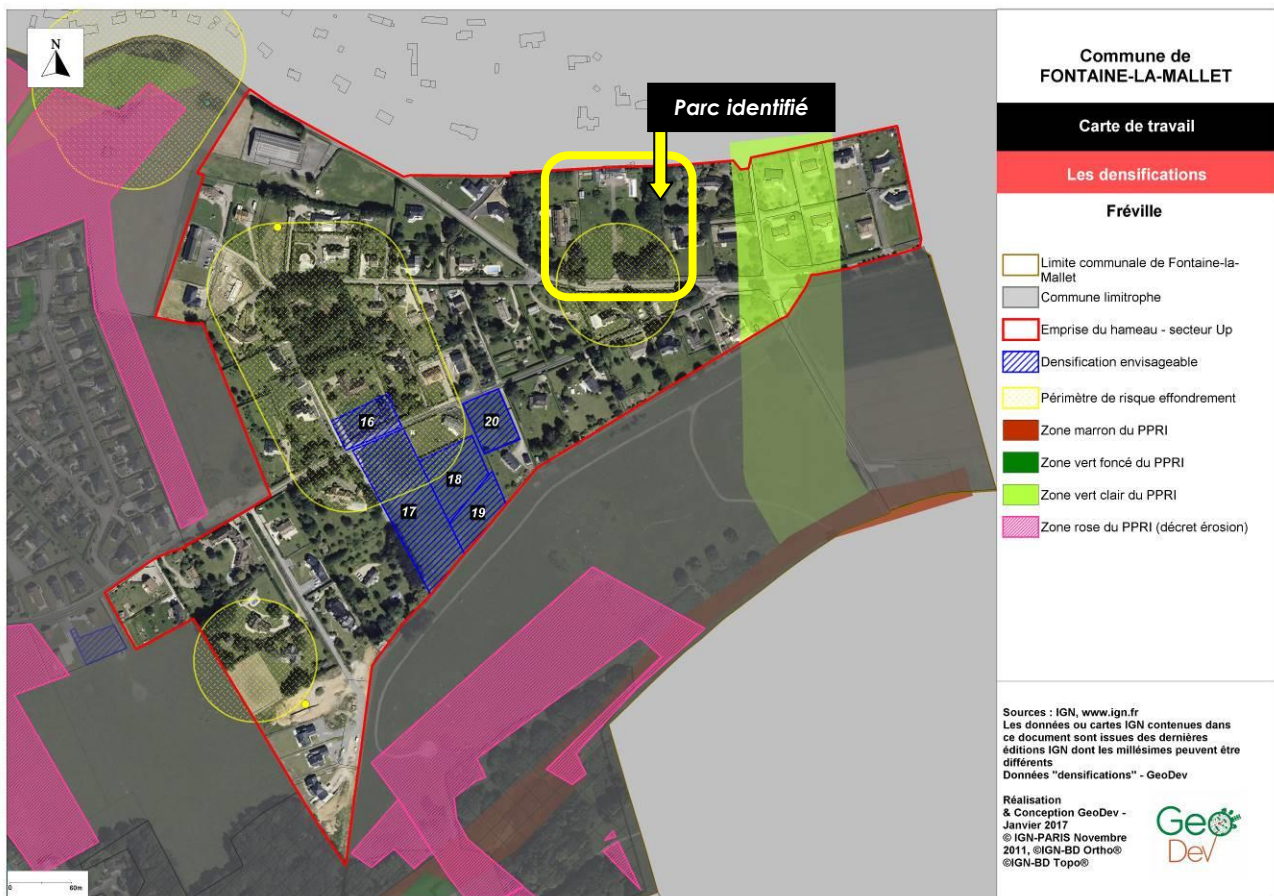 N
Parc identifié
16
20
18
17
19
0 60m
Commune de
FONTAINE-LA-MALLET
Carte de travail
Les densifications
Fréville
Limite communale de Fontaine-la-
Mallet
Commune limitrophe
Emprise du hameau - secteur Up
Densification envisageable
Périmètre de risque effondrement
Zone marron du PPRI
Zone vert foncé du PPRI
Zone vert clair du PPRI
Zone rose du PPRI (décret érosion)
Sources : IGN, www.ign.fr
Les données ou cartes IGN contenues dans
ce document sont issues des dernières
éditions IGN dont les millésimes peuvent être
différents
Données "densifications" - GeoDev
Réalisation
& Conception GeoDev -
Janvier 2017
© IGN-PARIS Novembre
2011, ©IGN-BD Ortho®
©IGN-BD Topo®
Geo
Dev